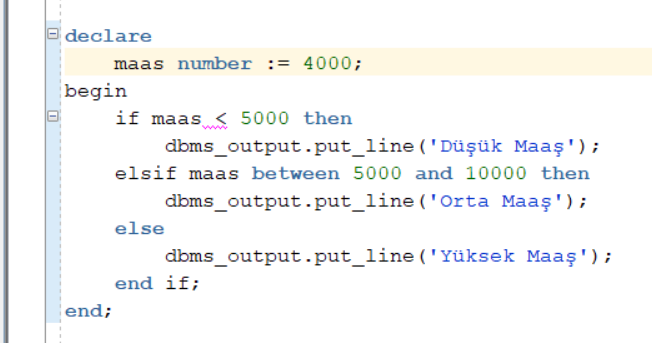 declare
    maas number := 4000;
begin
    if maas < 5000 then
        dbms_output.put_line('Düşük Maaş');
    elsif maas between 5000 and 10000 then
        dbms_output.put_line('Orta Maaş');
    else
        dbms_output.put_line('Yüksek Maaş');
    end if;
end;